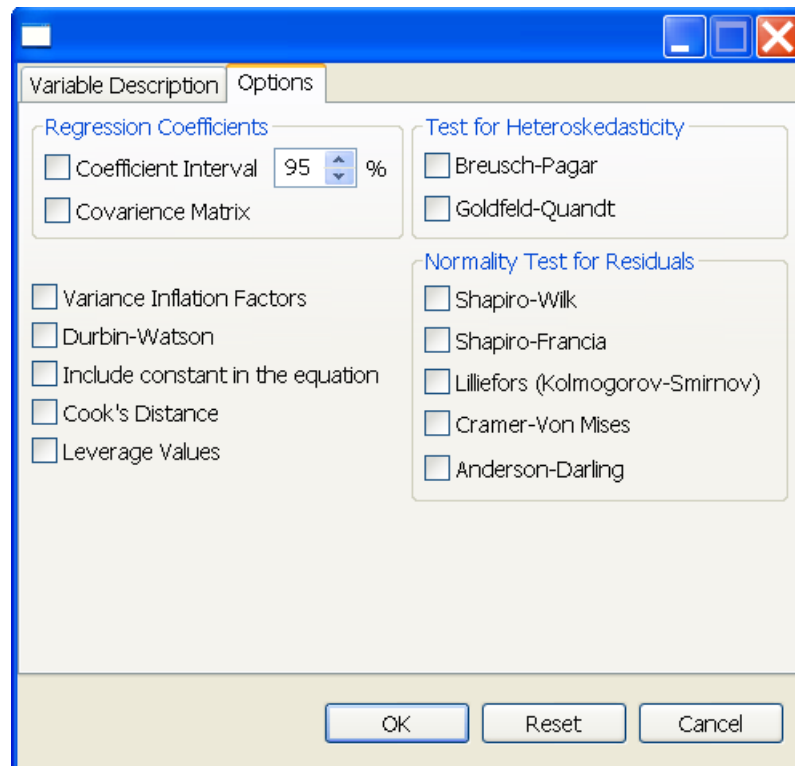 Variable Description
Options
Regression Coefficients
Coefficient Interval 95 %
Covarience Matrix
Variance Inflation Factors
Durbin-Watson
Include constant in the equation
Cook's Distance
Leverage Values
Test for Heteroskedasticity
Breusch-Pagar
Goldfeld-Quandt
Normality Test for Residuals
Shapiro-Wilk
Shapiro-Francia
Lilliefors (Kolmogorov-Smirnov)
Cramer-Von Mises
Anderson-Darling
OK
Reset
Cancel